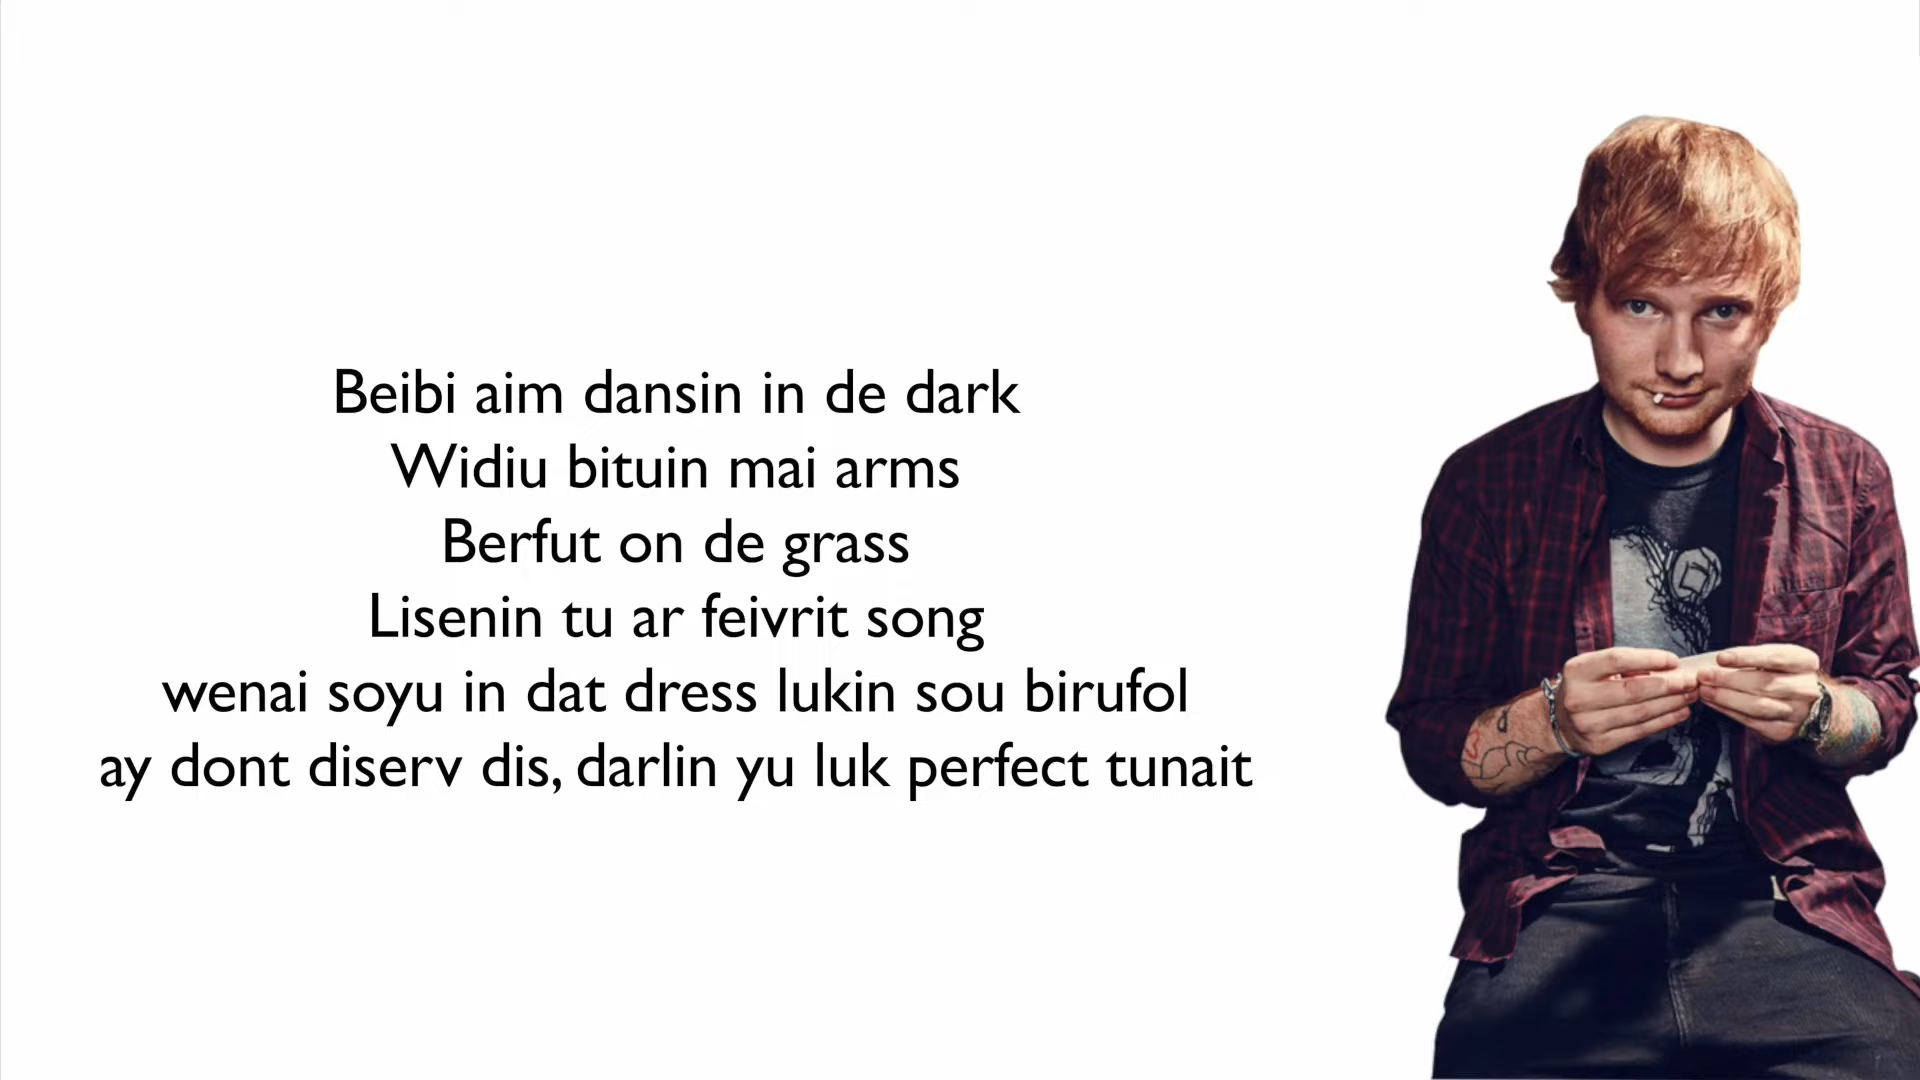 Beibi aim dansin in de dark
Widiu bituin mai arms
Berfut on de grass
Lisenin tu ar feivrit song
wenai soyu in dat dress lukin sou birufol
ay dont diserv dis, darlin yu luk perfect tunait